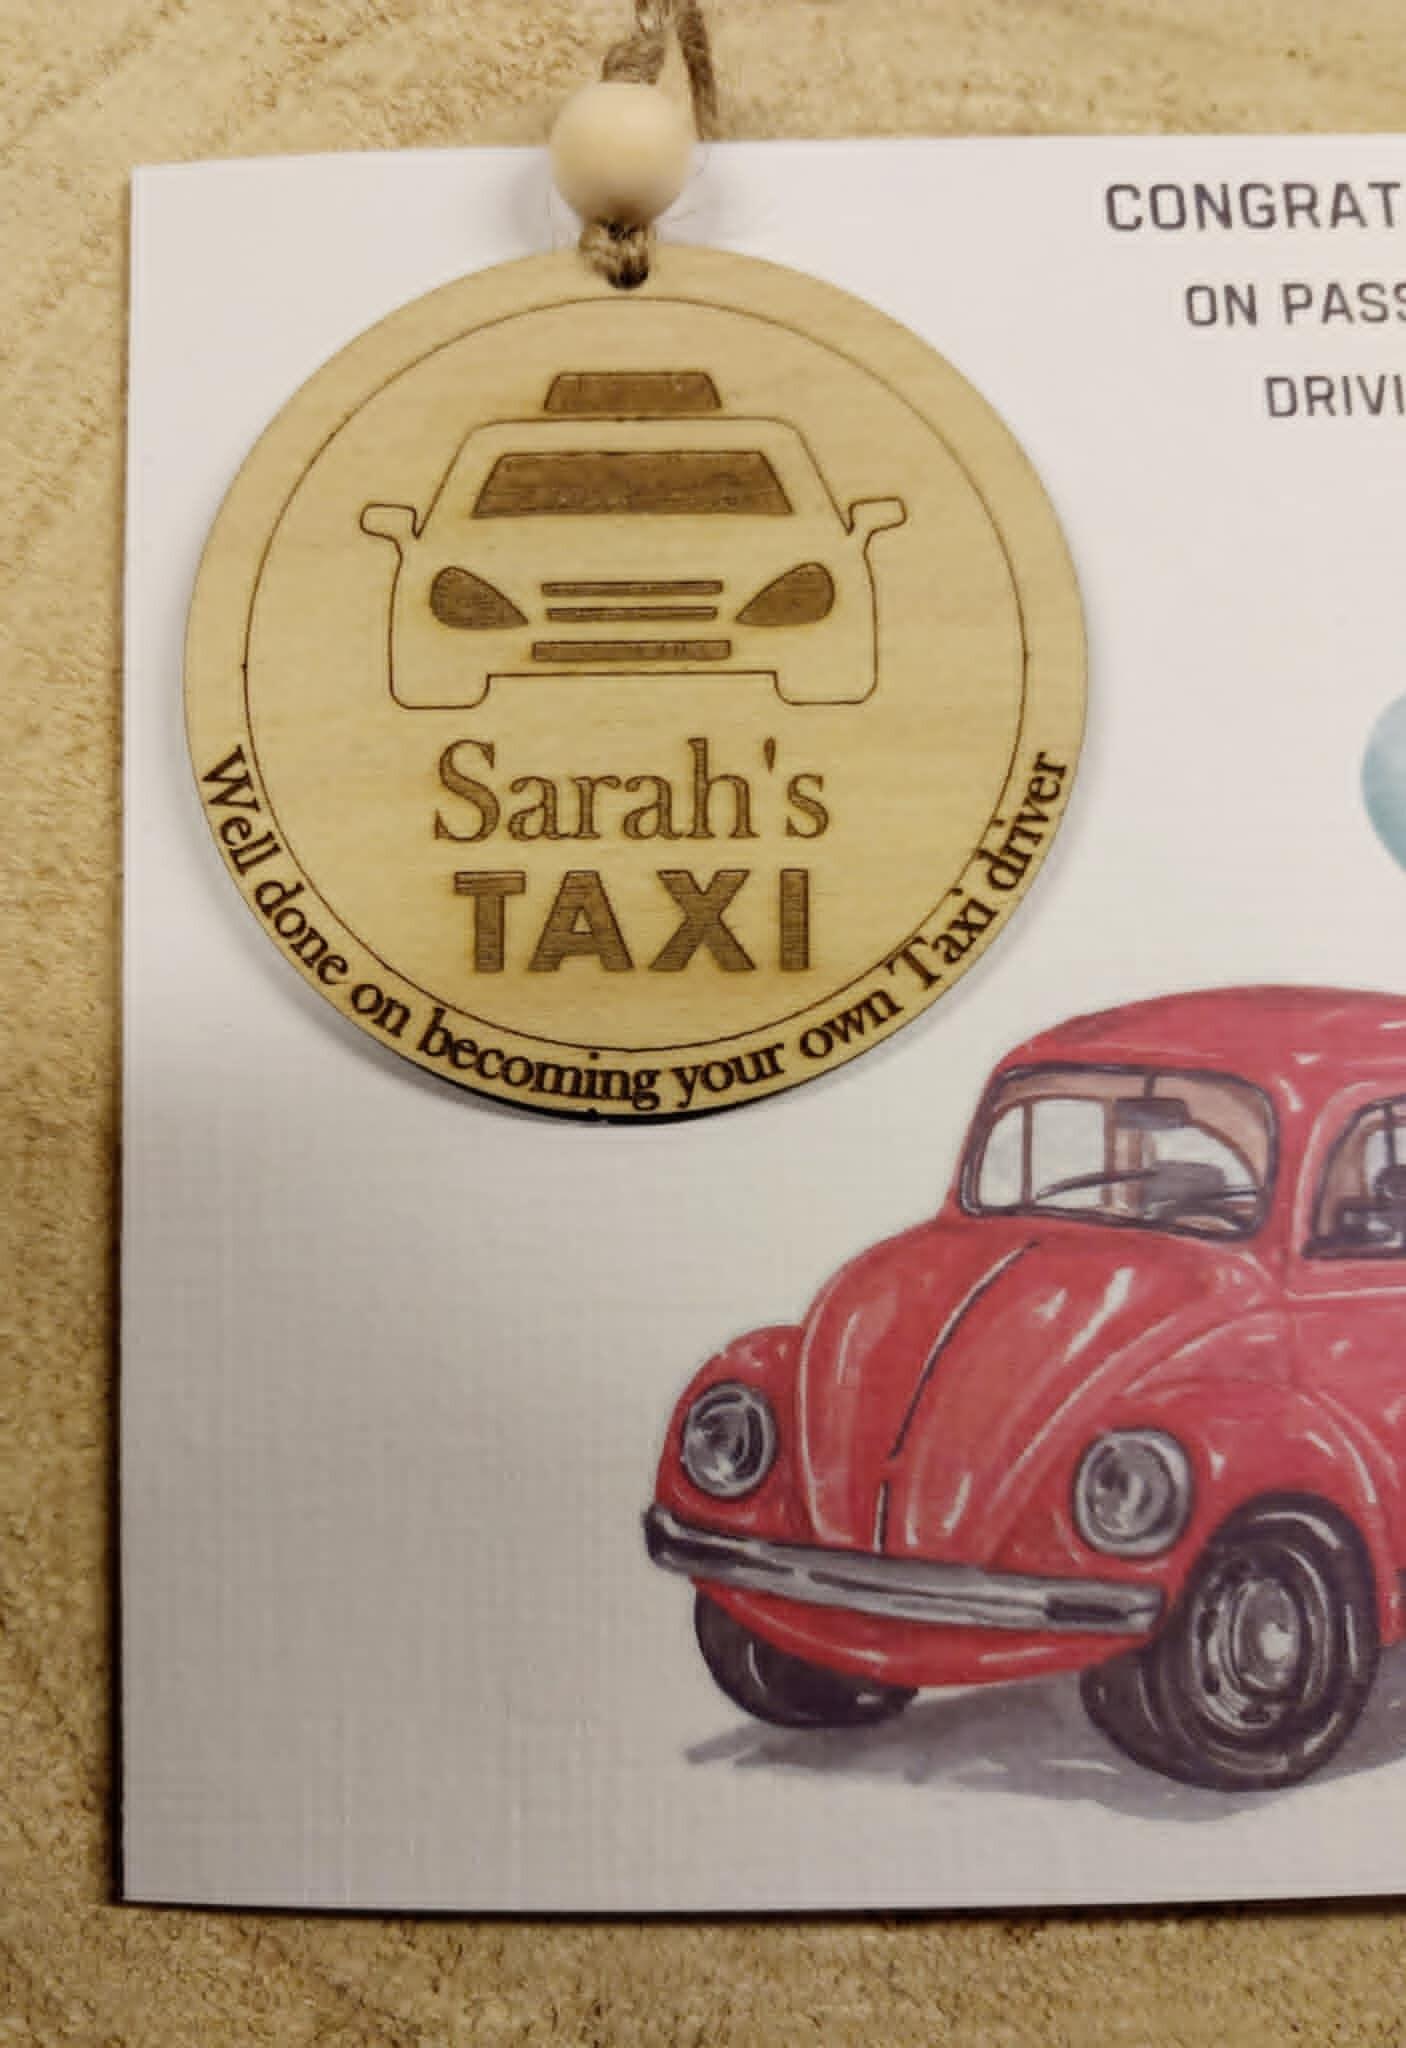 CONGRAT
ON PASS
DRIVI
Sarah's
TAXI
Well done on becoming your own Taxi driver